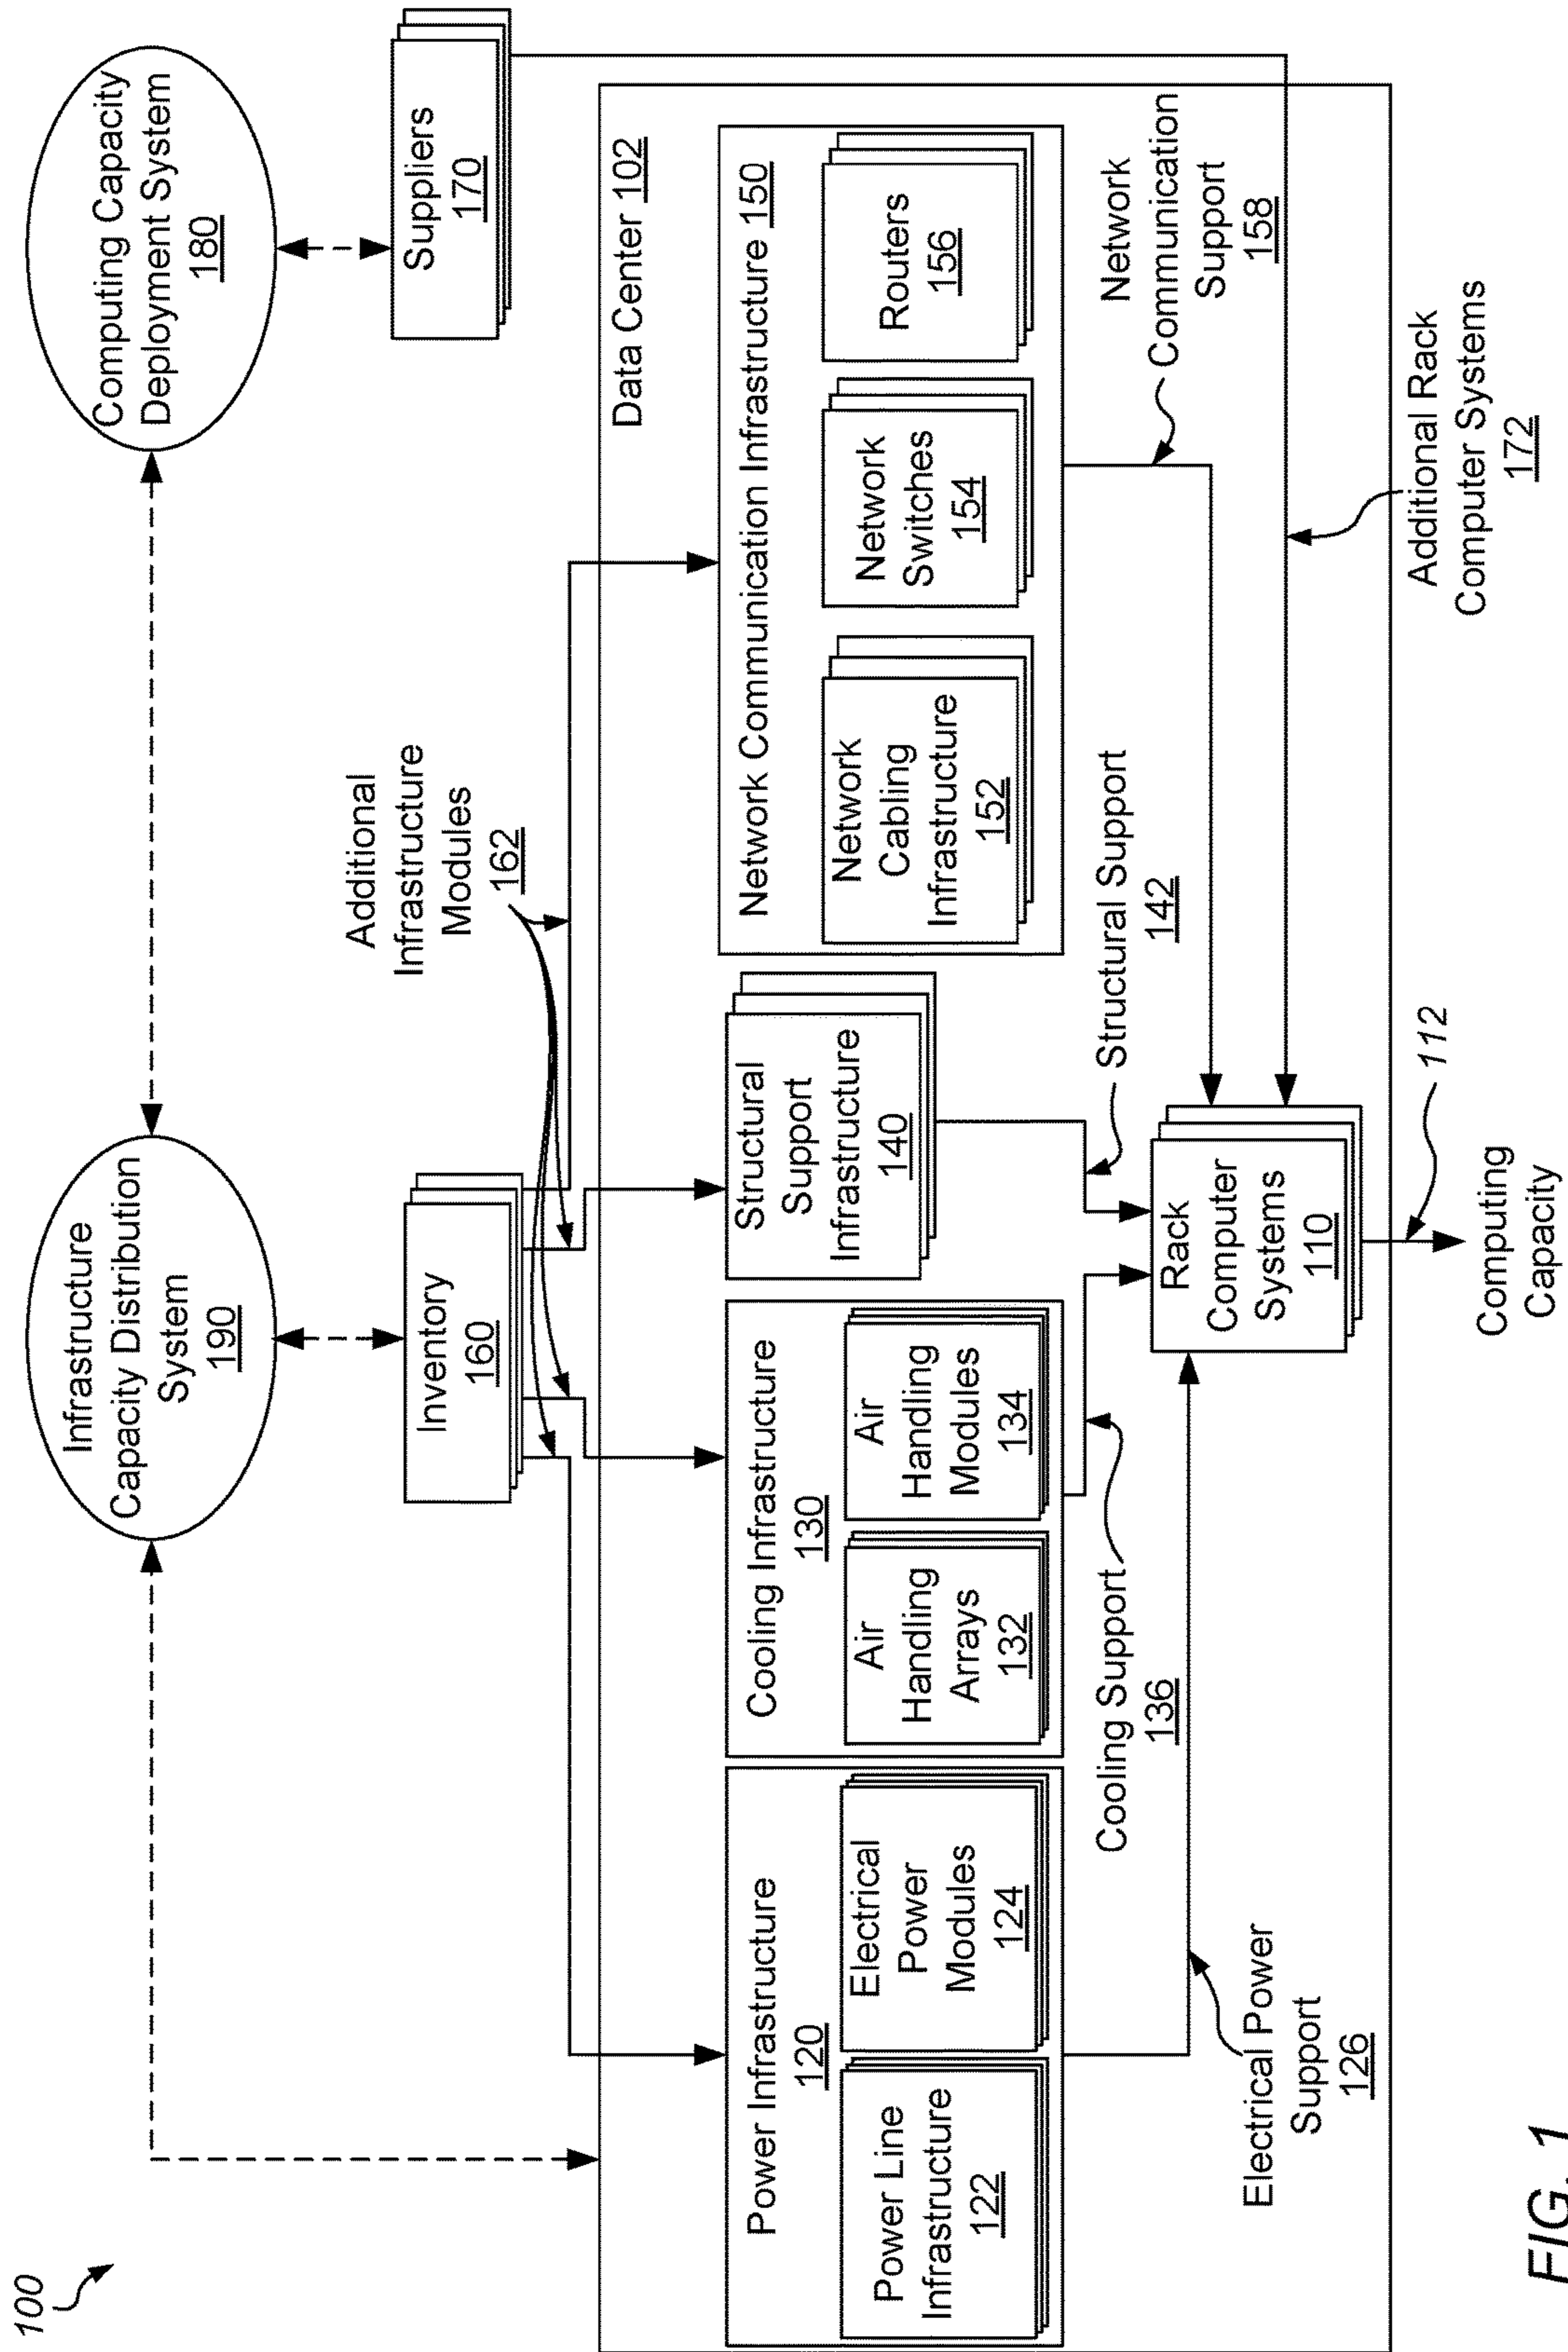 100
Infrastructure
Capacity Distribution
System
190
Computing Capacity
Deployment System
180
Inventory
160
Additional
Infrastructure
Modules
162
Suppliers
170
Data Center 102
Power Infrastructure
120
Power Line
Infrastructure
122
Electrical
Power
Modules
124
Cooling Infrastructure
130
Air
Handling
Arrays
132
Air
Handling
Modules
134
Structural
Support
Infrastructure
140
Network Communication Infrastructure 150
Network
Cabling
Infrastructure
152
Network
Switches
154
Routers
156
Electrical Power
Support
126
Cooling Support
136
Structural Support
142
Network
Communication
Support
158
Rack
Computer
Systems
110
Additional Rack
Computer Systems
172
112
Computing
Capacity
FIG. 1